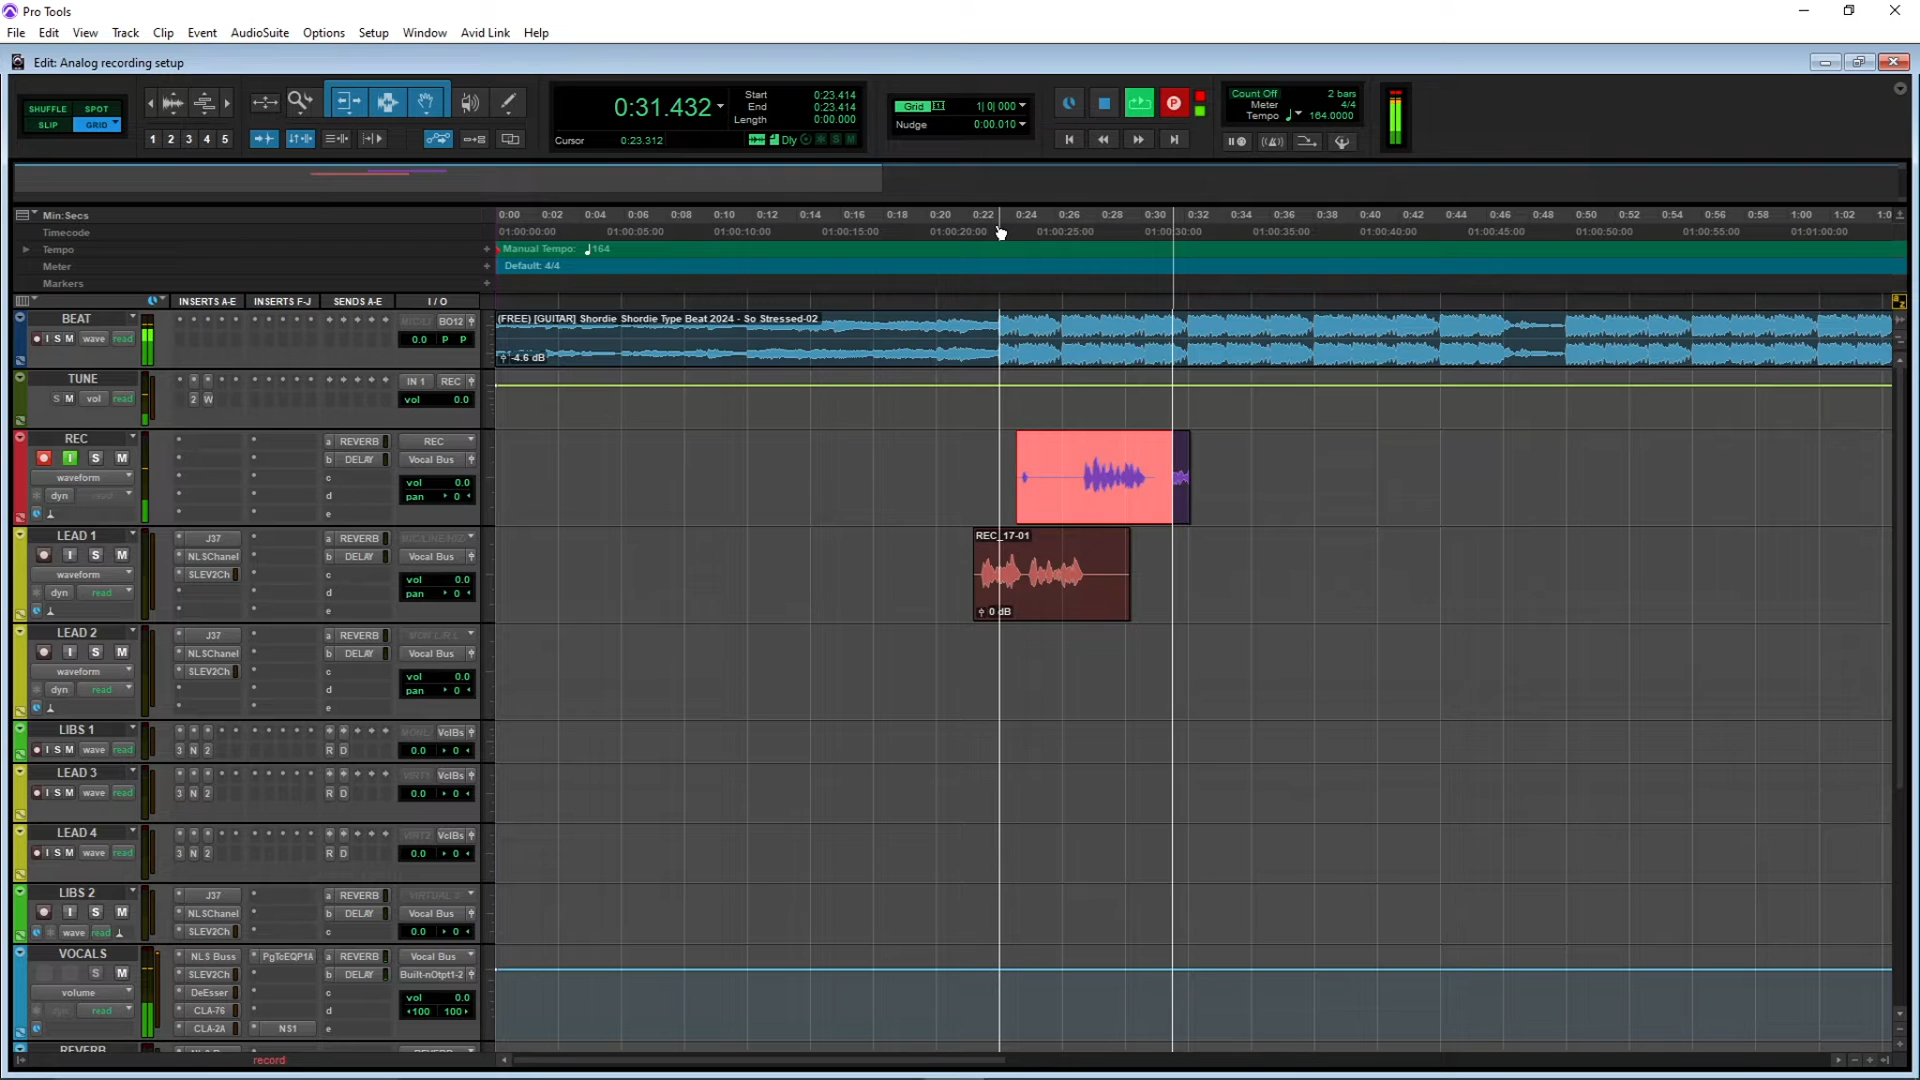 Pro Tools
File Edit View Track Clip Event AudioSuite Options Setup Window Avid Link Help
Edit: Analog recording setup
SHUFFLE SPOT
SLIP GRID
1 2 3 4 5
0:31.432
Start 0:23.414
End 0:23.414
Length 0:00.000
Cursor 0:23.312
Dly S M
Grid 1| 0| 000
Nudge 0:00.010
P
Count Off 2 bars
Meter 4/4
Tempo 164.0000
Min:Secs 0:00 0:02 0:04 0:06 0:08 0:10 0:12 0:14 0:16 0:18 0:20 0:22 0:24 0:26 0:28 0:30 0:32 0:34 0:36 0:38 0:40 0:42 0:44 0:46 0:48 0:50 0:52 0:54 0:56 0:58 1:00 1:02 1:0
Timecode 01:00:00:00 01:00:05:00 01:00:10:00 01:00:15:00 01:00:20:00 01:00:25:00 01:00:30:00 01:00:35:00 01:00:40:00 01:00:45:00 01:00:50:00 01:00:55:00 01:01:00:00
Tempo + Manual Tempo: 164
Meter + Default: 4/4
Markers +
INSERTS A-E INSERTS F-J SENDS A-E I / O
BEAT BO12
(FREE) [GUITAR] Shordie Shordie Type Beat 2024 - So Stressed-02
I S M wave read 0.0 P P
-4.6 dB
TUNE IN 1 REC
S M vol read 2 W vol 0.0
REC a REVERB REC
I S M b DELAY Vocal Bus
waveform c vol 0.0
dyn read d pan 0
e
LEAD 1 J37 a REVERB
REC_17-01
I S M NLSChanel b DELAY Vocal Bus
waveform SLEV2Ch c vol 0.0
dyn read d pan 0
e
0 dB
LEAD 2 J37 a REVERB
I S M NLSChanel b DELAY Vocal Bus
waveform SLEV2Ch c vol 0.0
dyn read d pan 0
e
LIBS 1 VclBs
I S M wave read 3 N 2 R D 0.0 0
LEAD 3 VIRT1 VclBs
I S M wave read 3 N 2 R D 0.0 0
LEAD 4 VIRT2 VclBs
I S M wave read 3 N 2 R D 0.0 0
LIBS 2 J37 a REVERB
I S M NLSChanel b DELAY Vocal Bus
wave read SLEV2Ch c 0.0 0
VOCALS NLS Buss PgTcEQP1A a REVERB Vocal Bus
S M SLEV2Ch b DELAY Built-nOtpt1-2
volume DeEsser c vol 0.0
dyn read CLA-76 d 100 100
CLA-2A NS1 e
REVERB
record